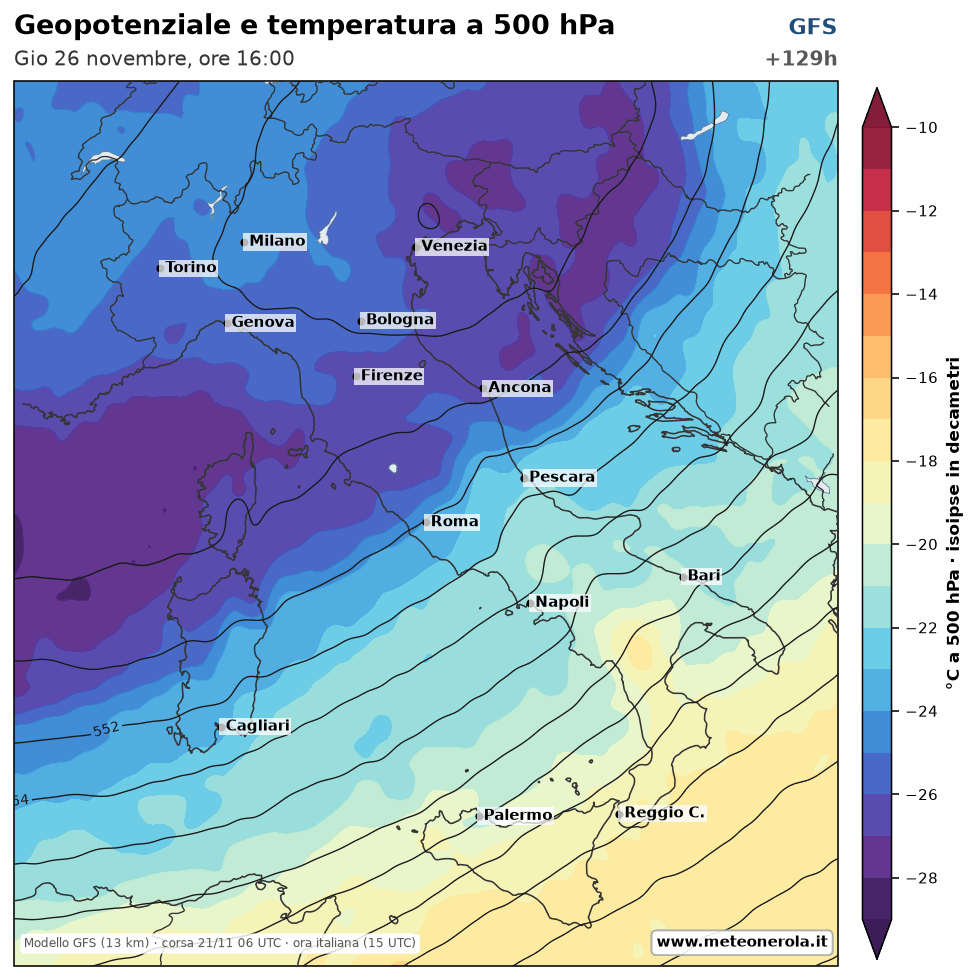 Geopotenziale e temperatura a 500 hPa
GFS
Gio 26 novembre, ore 16:00
+129h
Milano
Venezia
Torino
Genova
Bologna
Firenze
Ancona
Pescara
Roma
Bari
Napoli
552
Cagliari
54
Palermo
Reggio C.
−10
−12
−14
−16
−18
−20
−22
−24
−26
−28
°C a 500 hPa · isoipse in decametri
Modello GFS (13 km) · corsa 21/11 06 UTC · ora italiana (15 UTC)
www.meteonerola.it